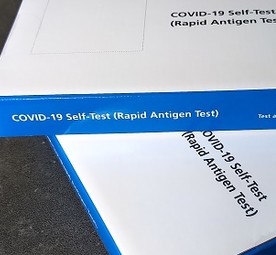 COVID-19 Self-Test
(Rapid Antigen Tes
COVID-19 Self-Test (Rapid Antigen Test)
Test a
COVID-19 Self-Test
(Rapid Antigen Test)